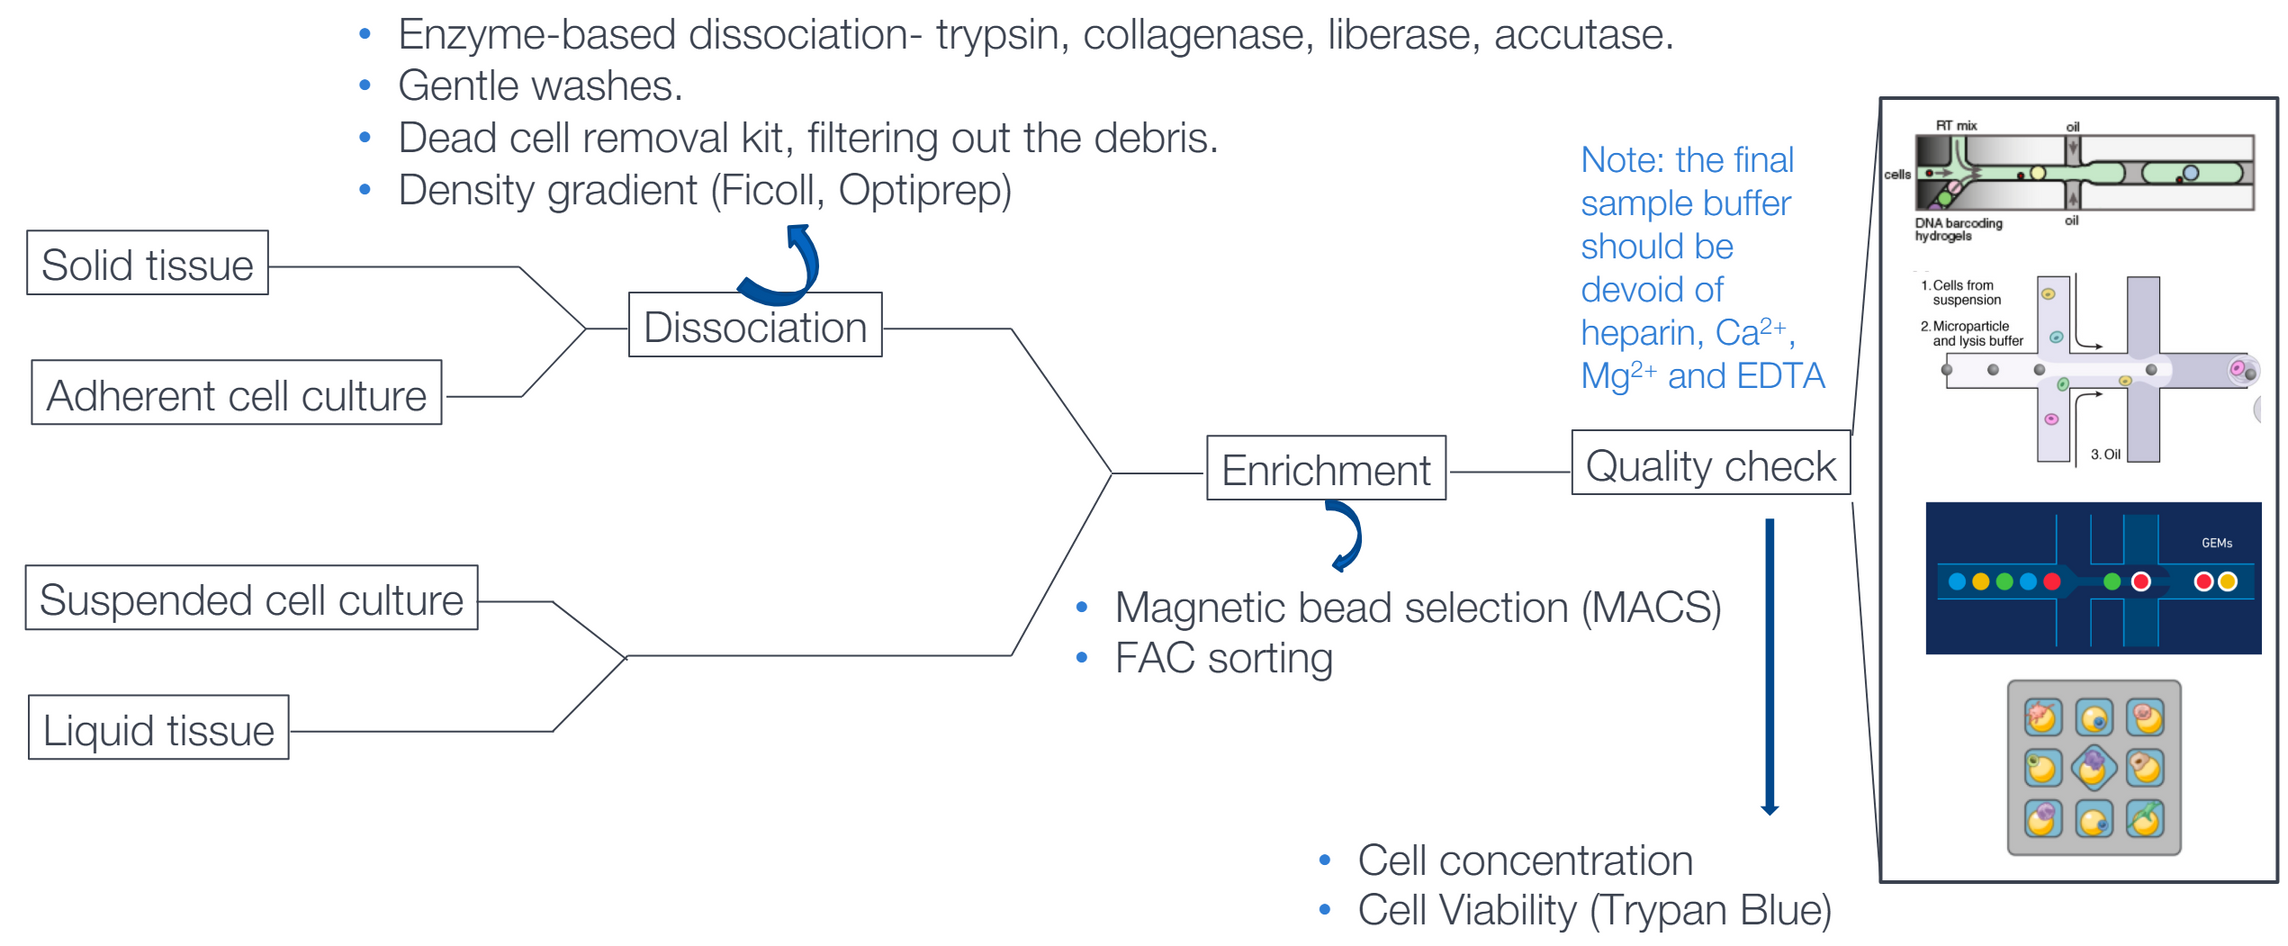 • Enzyme-based dissociation- trypsin, collagenase, liberase, accutase.
• Gentle washes.
• Dead cell removal kit, filtering out the debris.
• Density gradient (Ficoll, Optiprep)
Solid tissue
Adherent cell culture
Dissociation
Suspended cell culture
Liquid tissue
Enrichment
• Magnetic bead selection (MACS)
• FAC sorting
Note: the final
sample buffer
should be
devoid of
heparin, Ca²⁺,
Mg²⁺ and EDTA
Quality check
• Cell concentration
• Cell Viability (Trypan Blue)
RT mix
oil
cells
DNA barcoding
hydrogels
oil
1. Cells from
suspension
2. Microparticle
and lysis buffer
3. Oil
GEMs